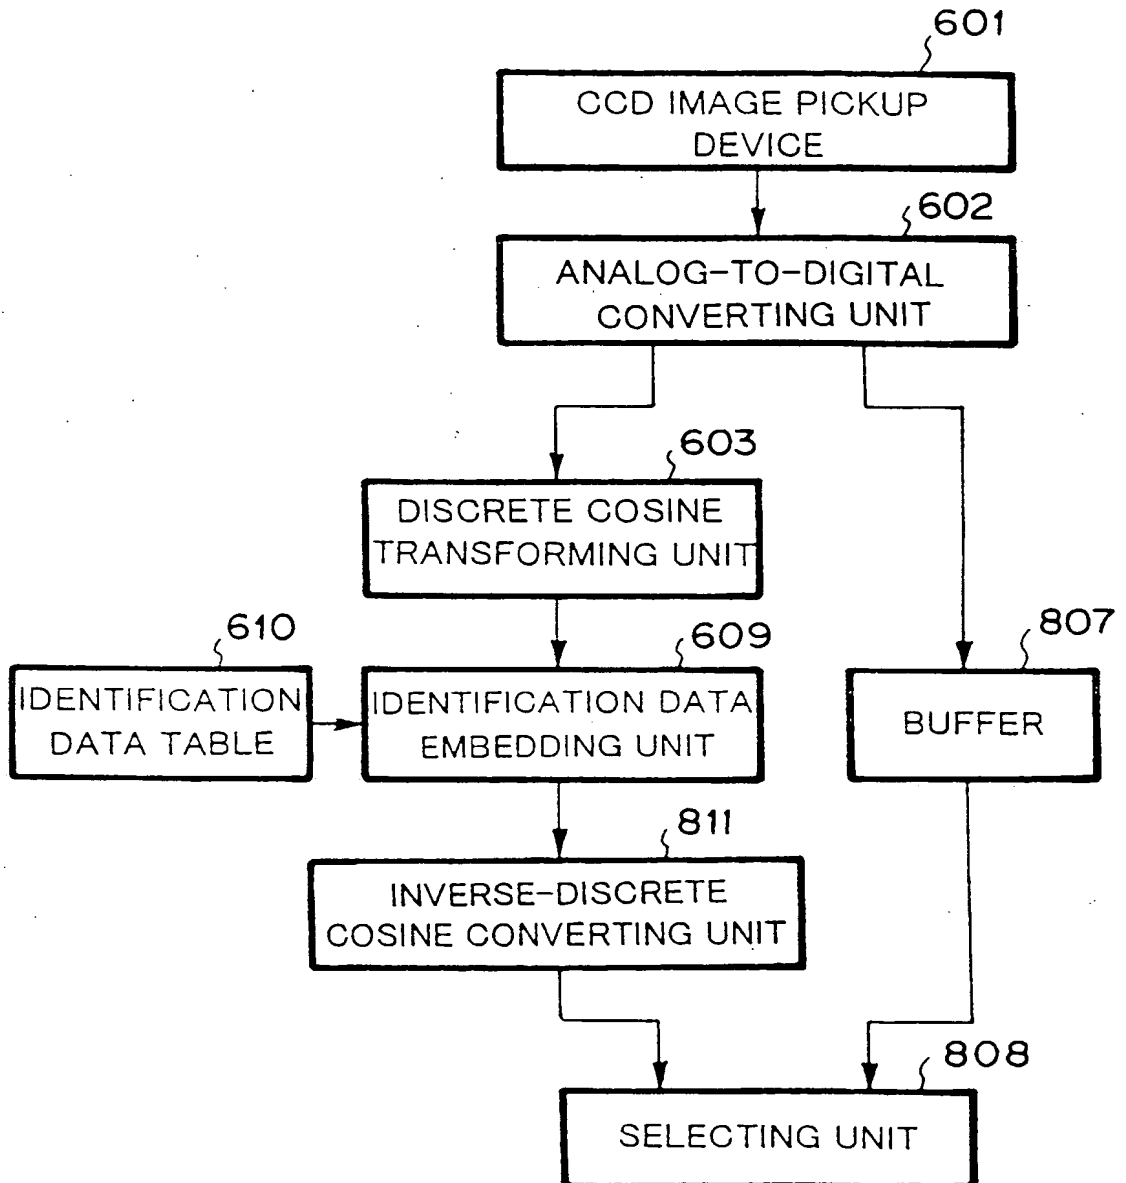 601
CCD IMAGE PICKUP
DEVICE
602
ANALOG-TO-DIGITAL
CONVERTING UNIT
603
DISCRETE COSINE
TRANSFORMING UNIT
610
IDENTIFICATION
DATA TABLE
609
IDENTIFICATION DATA
EMBEDDING UNIT
807
BUFFER
811
INVERSE-DISCRETE
COSINE CONVERTING UNIT
808
SELECTING UNIT